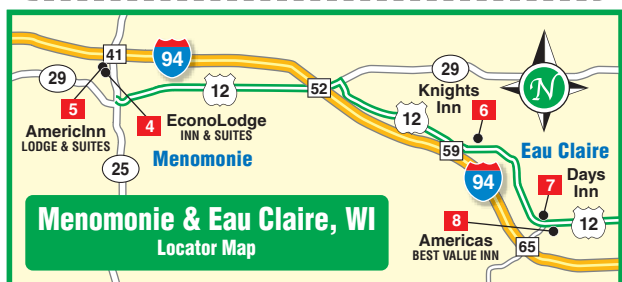 41
94
29
12
52
29
N
Knights
Inn
6
5
AmericInn
LODGE & SUITES
4
EconoLodge
INN & SUITES
Menomonie
12
59
Eau Claire
25
94
7
Days
Inn
8
12
Americas
BEST VALUE INN
65
Menomonie & Eau Claire, WI
Locator Map